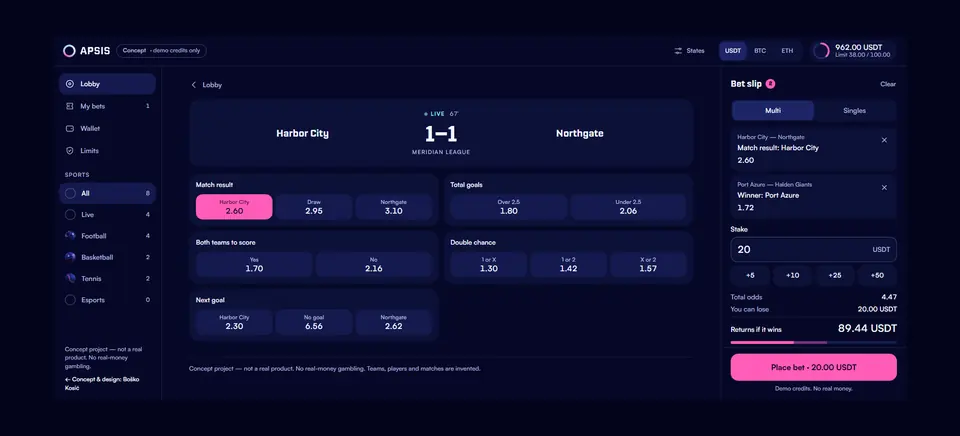 APSIS
Concept · demo credits only
States
USDT
BTC
ETH
962.00 USDT
Limit 38.00 / 100.00
Lobby
My bets 1
Wallet
Limits
SPORTS
All 8
Live 4
Football 4
Basketball 2
Tennis 2
Esports 0
Concept project — not a real
product. No real-money
gambling.
← Concept & design: Boško
Kosić
Lobby
LIVE 67'
Harbor City
1–1
Northgate
MERIDIAN LEAGUE
Match result
Harbor City
2.60
Draw
2.95
Northgate
3.10
Total goals
Over 2.5
1.80
Under 2.5
2.06
Both teams to score
Yes
1.70
No
2.16
Double chance
1 or X
1.30
1 or 2
1.42
X or 2
1.57
Next goal
Harbor City
2.30
No goal
6.56
Northgate
2.62
Concept project — not a real product. No real-money gambling. Teams, players and matches are invented.
Bet slip 2
Clear
Multi
Singles
Harbor City — Northgate
Match result: Harbor City
2.60
Port Azure — Halden Giants
Winner: Port Azure
1.72
Stake
20 USDT
+5
+10
+25
+50
Total odds 4.47
You can lose 20.00 USDT
Returns if it wins 89.44 USDT
Place bet · 20.00 USDT
Demo credits. No real money.